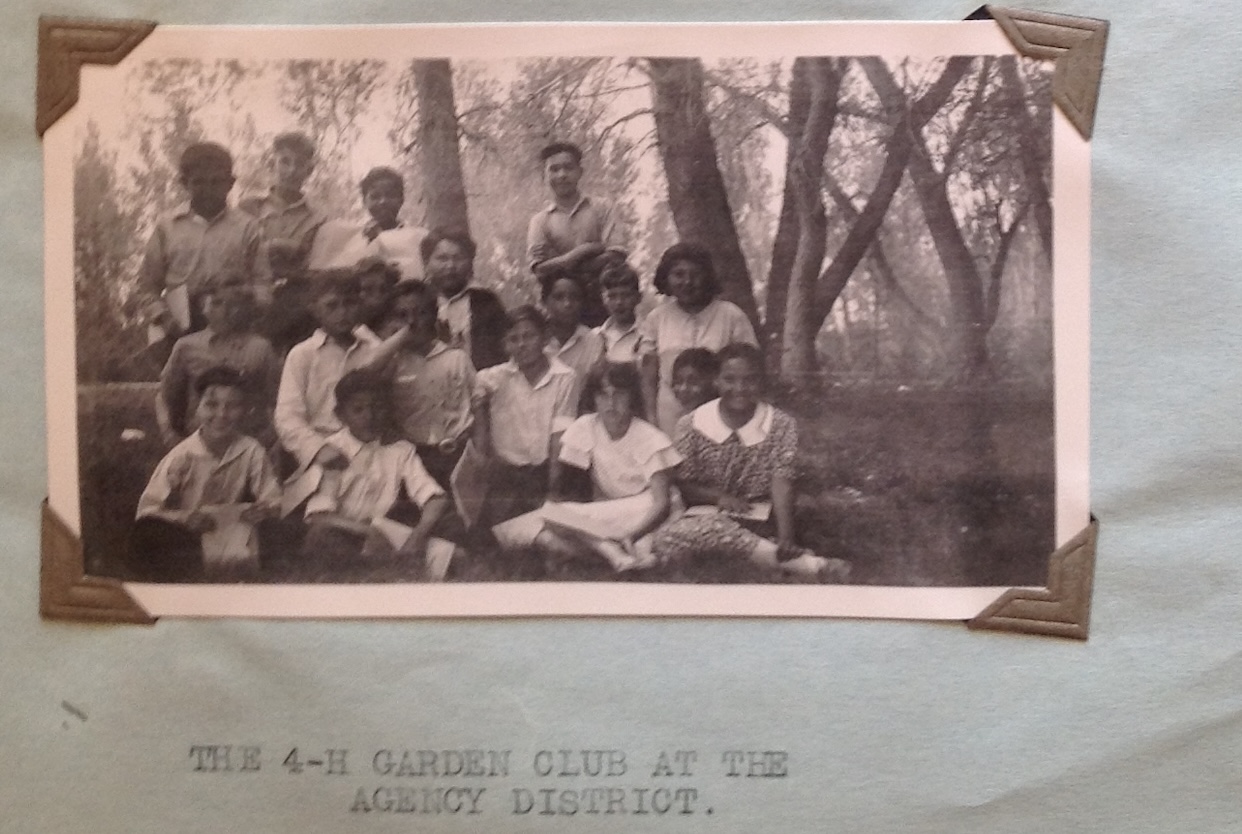 THE 4-H GARDEN CLUB AT THE
AGENCY DISTRICT.